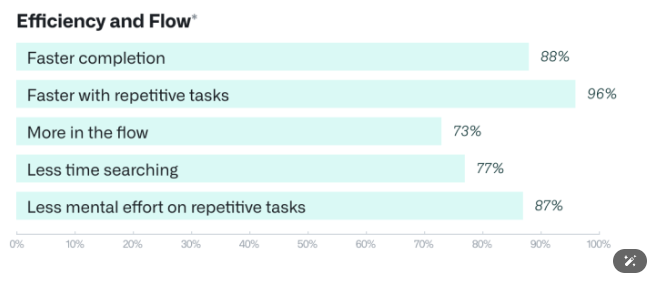 Efficiency and Flow*
Faster completion 88%
Faster with repetitive tasks 96%
More in the flow 73%
Less time searching 77%
Less mental effort on repetitive tasks 87%
0% 10% 20% 30% 40% 50% 60% 70% 80% 90% 100%